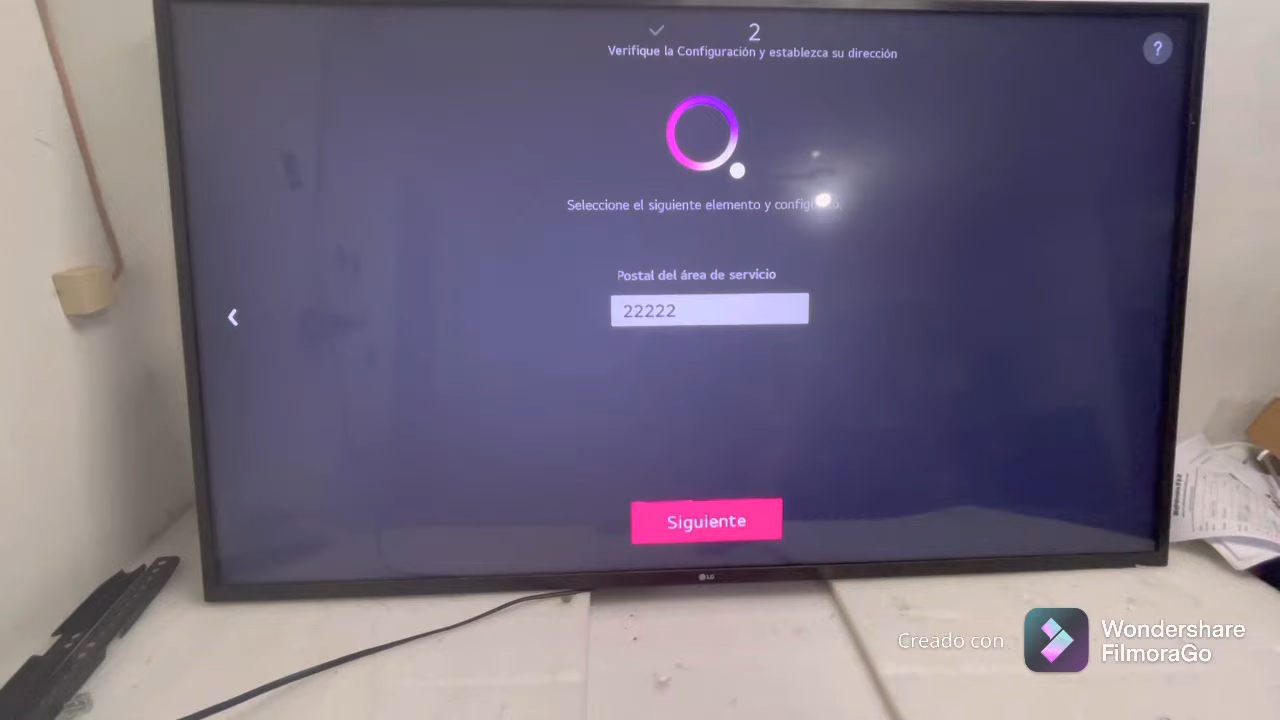 2
Verifique la Configuración y establezca su dirección
?
Seleccione el siguiente elemento y
Postal del área de servicio
22222
Siguiente
LG
Creado con
Wondershare
FilmoraGo